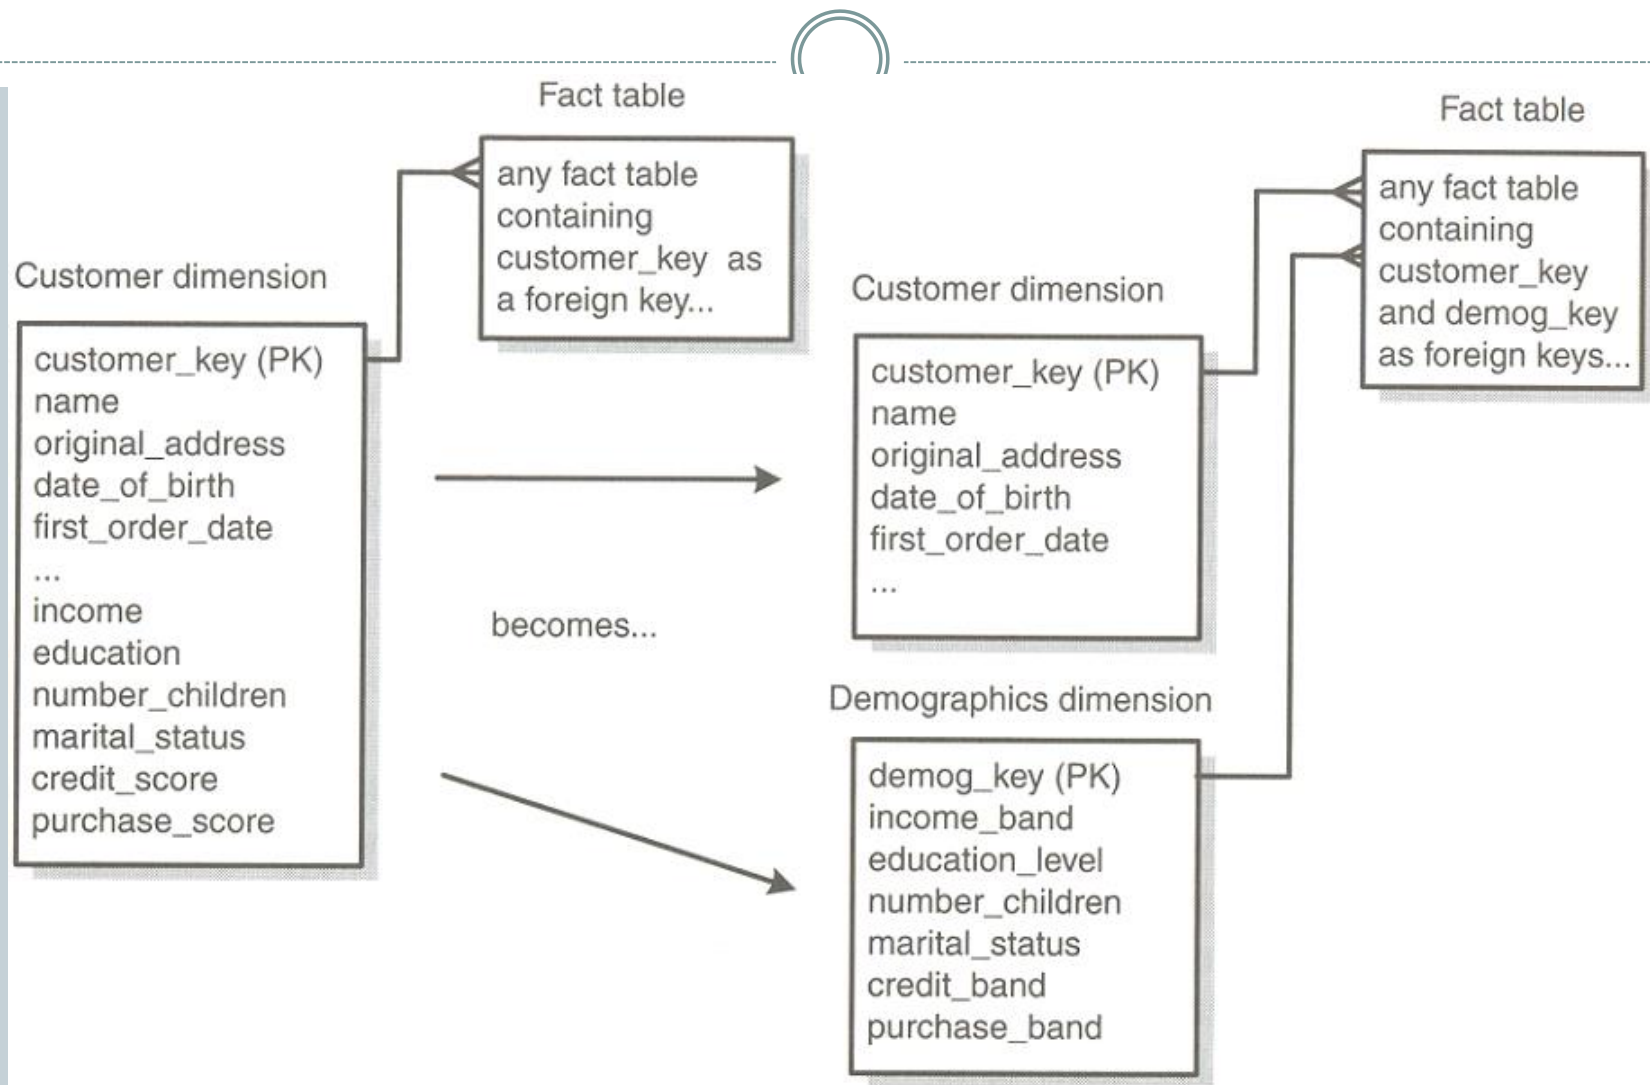 Fact table
any fact table
containing
customer_key as
a foreign key...
Customer dimension
customer_key (PK)
name
original_address
date_of_birth
first_order_date
...
income
education
number_children
marital_status
credit_score
purchase_score
becomes...
Fact table
any fact table
containing
customer_key
and demog_key
as foreign keys...
Customer dimension
customer_key (PK)
name
original_address
date_of_birth
first_order_date
...
Demographics dimension
demog_key (PK)
income_band
education_level
number_children
marital_status
credit_band
purchase_band